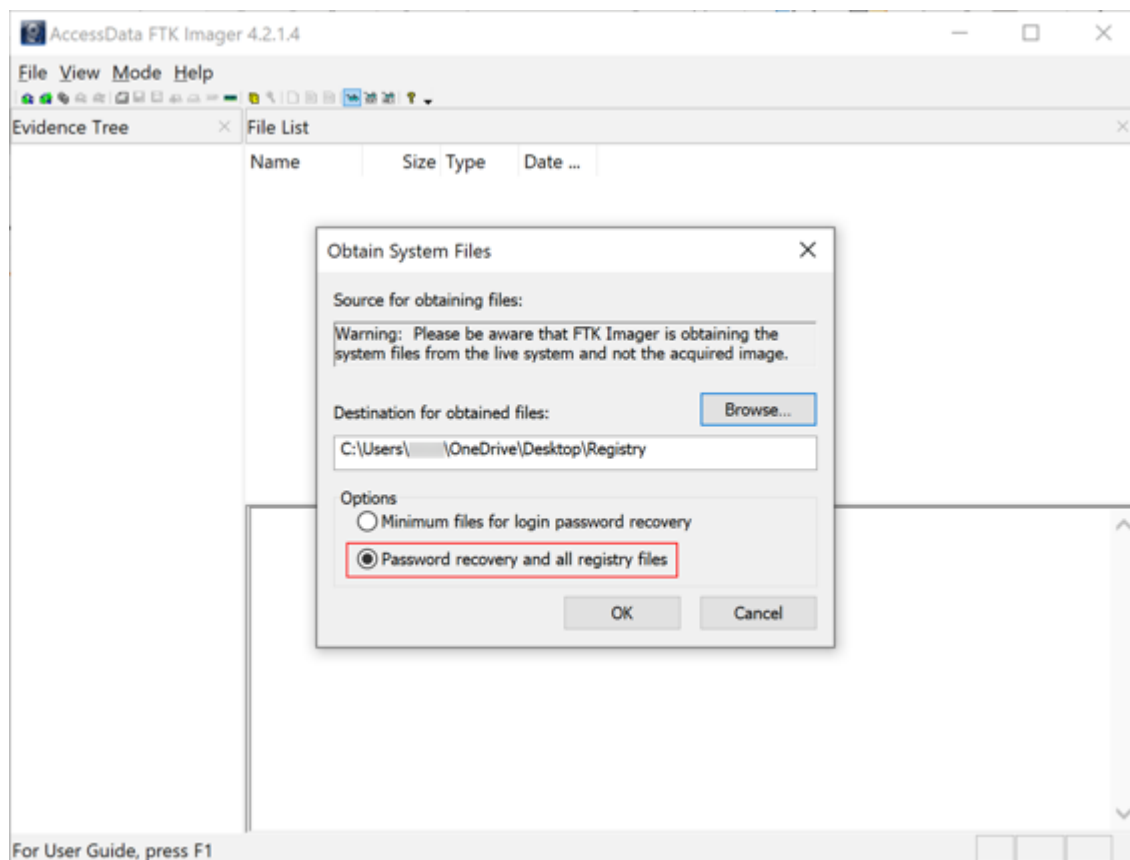 AccessData FTK Imager 4.2.1.4
File View Mode Help
Evidence Tree
File List
Name Size Type Date ...
Obtain System Files
Source for obtaining files:
Warning: Please be aware that FTK Imager is obtaining the
system files from the live system and not the acquired image.
Destination for obtained files:
Browse...
C:\Users\ \OneDrive\Desktop\Registry
Options
Minimum files for login password recovery
Password recovery and all registry files
OK Cancel
For User Guide, press F1